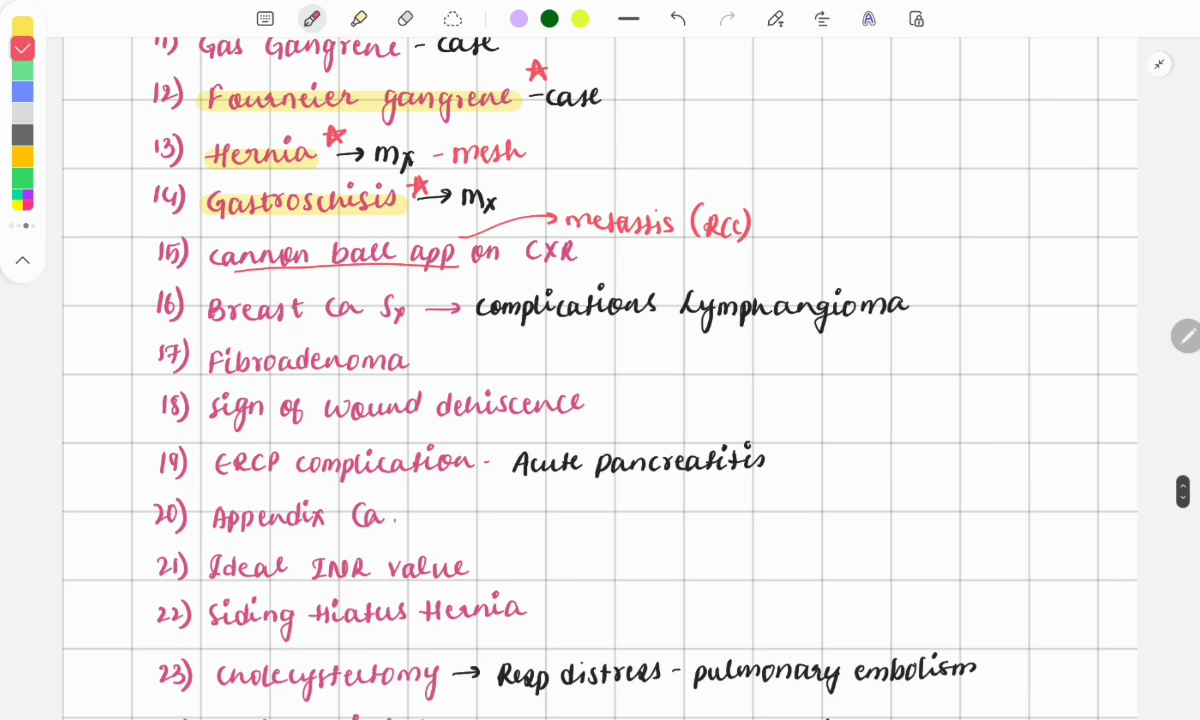 11) Gas Gangrene - case
12) Fourneier gangrene -case
13) Hernia → Mx - mesh
14) Gastroschisis → Mx
→ metastsis (RCC)
15) cannon ball app on CXR
16) Breast Ca Sx → complications Lymphangioma
17) Fibroadenoma
18) Sign of wound dehiscence
19) ERCP complication - Acute pancreatitis
20) Appendix Ca.
21) Ideal INR value
22) Siding Hiatus Hernia
23) Cholecystectomy → Resp distress - pulmonary embolism